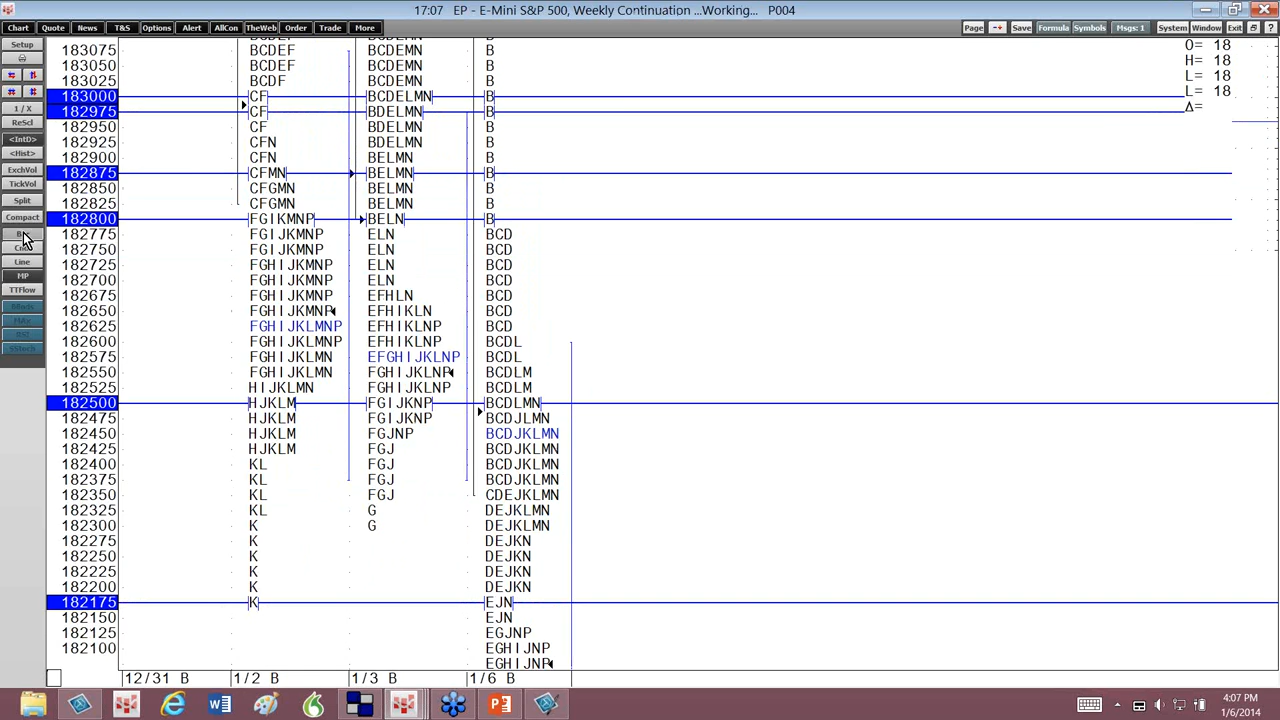 17:07 EP - E-Mini S&P 500, Weekly Continuation ...Working... P004
Chart Quote News T&S Options Alert AllCon TheWeb Order Trade More Page Save Formula Symbols Msgs: 1 System Window Exit ?
Setup
1 / X
ReScl
<IntD>
<Hist>
ExchVol
TickVol
Split
Compact
Line
MP
TTFlow
O= 18
H= 18
L= 18
L= 18
Δ=
183075 BCDEF BCDEMN B
183050 BCDEF BCDEMN B
183025 BCDF BCDEMN B
183000 CF BCDELMN B
182975 CF BDELMN B
182950 CF BDELMN B
182925 CFN BDELMN B
182900 CFN BELMN B
182875 CFMN BELMN B
182850 CFGMN BELMN B
182825 CFGMN BELMN B
182800 FGIKMNP BELN B
182775 FGIJKMNP ELN BCD
182750 FGIJKMNP ELN BCD
182725 FGHIJKMNP ELN BCD
182700 FGHIJKMNP ELN BCD
182675 FGHIJKMNP EFHLN BCD
182650 FGHIJKMNP EFHIKLN BCD
182625 FGHIJKLMNP EFHIKLNP BCD
182600 FGHIJKLMNP EFHIKLNP BCDL
182575 FGHIJKLMN EFGHIJKLNP BCDL
182550 FGHIJKLMN FGHIJKLNP BCDLM
182525 HIJKLMN FGHIJKLNP BCDLM
182500 HJKLM FGIJKNP BCDLMN
182475 HJKLM FGIJKNP BCDJLMN
182450 HJKLM FGJNP BCDJKLMN
182425 HJKLM FGJ BCDJKLMN
182400 KL FGJ BCDJKLMN
182375 KL FGJ BCDJKLMN
182350 KL FGJ CDEJKLMN
182325 KL G DEJKLMN
182300 K G DEJKLMN
182275 K DEJKN
182250 K DEJKN
182225 K DEJKN
182200 K DEJKN
182175 K EJN
182150 EJN
182125 EGJNP
182100 EGHIJNP
EGHIJNP
12/31 B 1/2 B 1/3 B 1/6 B
4:07 PM
1/6/2014